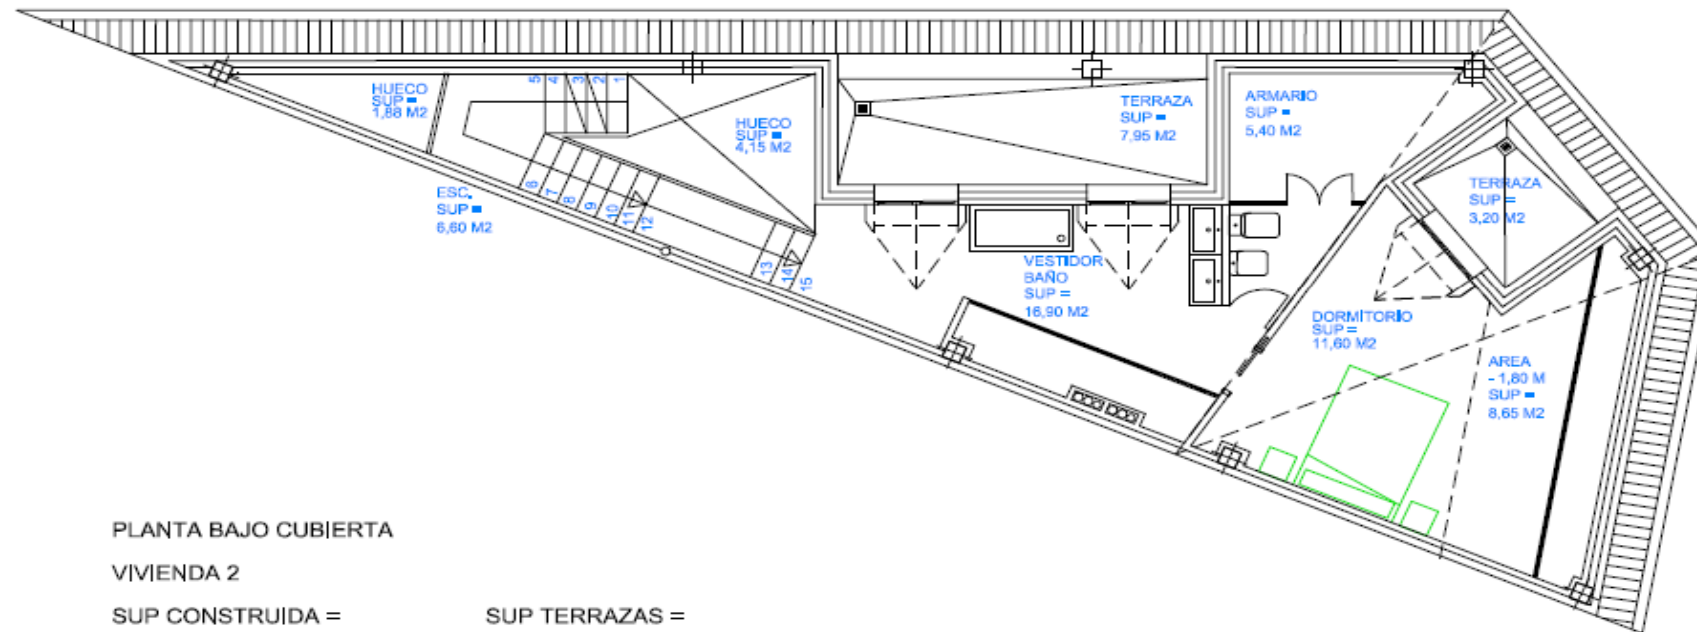 HUECO
SUP =
1,88 M2
5
4
3
2
1
HUECO
SUP =
4,15 M2
TERRAZA
SUP =
7,95 M2
ARMARIO
SUP =
5,40 M2
TERRAZA
SUP =
3,20 M2
ESC.
SUP =
6,60 M2
6
7
8
9
10
11
12
13
14
15
VESTIDOR
BAÑO
SUP =
16,90 M2
DORMITORIO
SUP =
11,60 M2
AREA
- 1,80 M
SUP =
8,65 M2
PLANTA BAJO CUBIERTA
VIVIENDA 2
SUP CONSTRUIDA = SUP TERRAZAS =